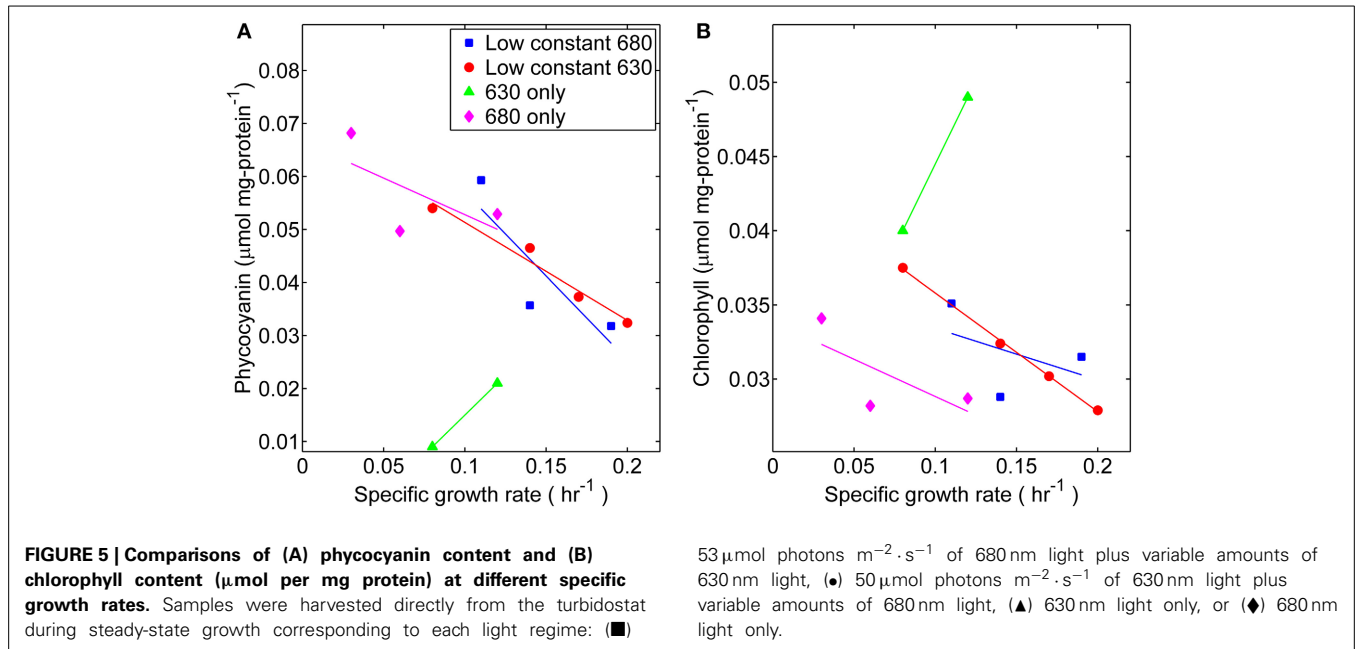 A
Low constant 680
Low constant 630
630 only
680 only
Phycocyanin (μmol mg-protein⁻¹)
0.08
0.07
0.06
0.05
0.04
0.03
0.02
0.01
0
0.05
0.1
0.15
0.2
Specific growth rate ( hr⁻¹)
B
Chlorophyll (μmol mg-protein⁻¹)
0.05
0.045
0.04
0.035
0.03
0
0.05
0.1
0.15
0.2
Specific growth rate ( hr⁻¹)
FIGURE 5 | Comparisons of (A) phycocyanin content and (B)
chlorophyll content (μmol per mg protein) at different specific
growth rates. Samples were harvested directly from the turbidostat
during steady-state growth corresponding to each light regime: (■)
53 μmol photons m⁻² · s⁻¹ of 680 nm light plus variable amounts of
630 nm light, (●) 50 μmol photons m⁻² · s⁻¹ of 630 nm light plus
variable amounts of 680 nm light, (▲) 630 nm light only, or (◆) 680 nm
light only.